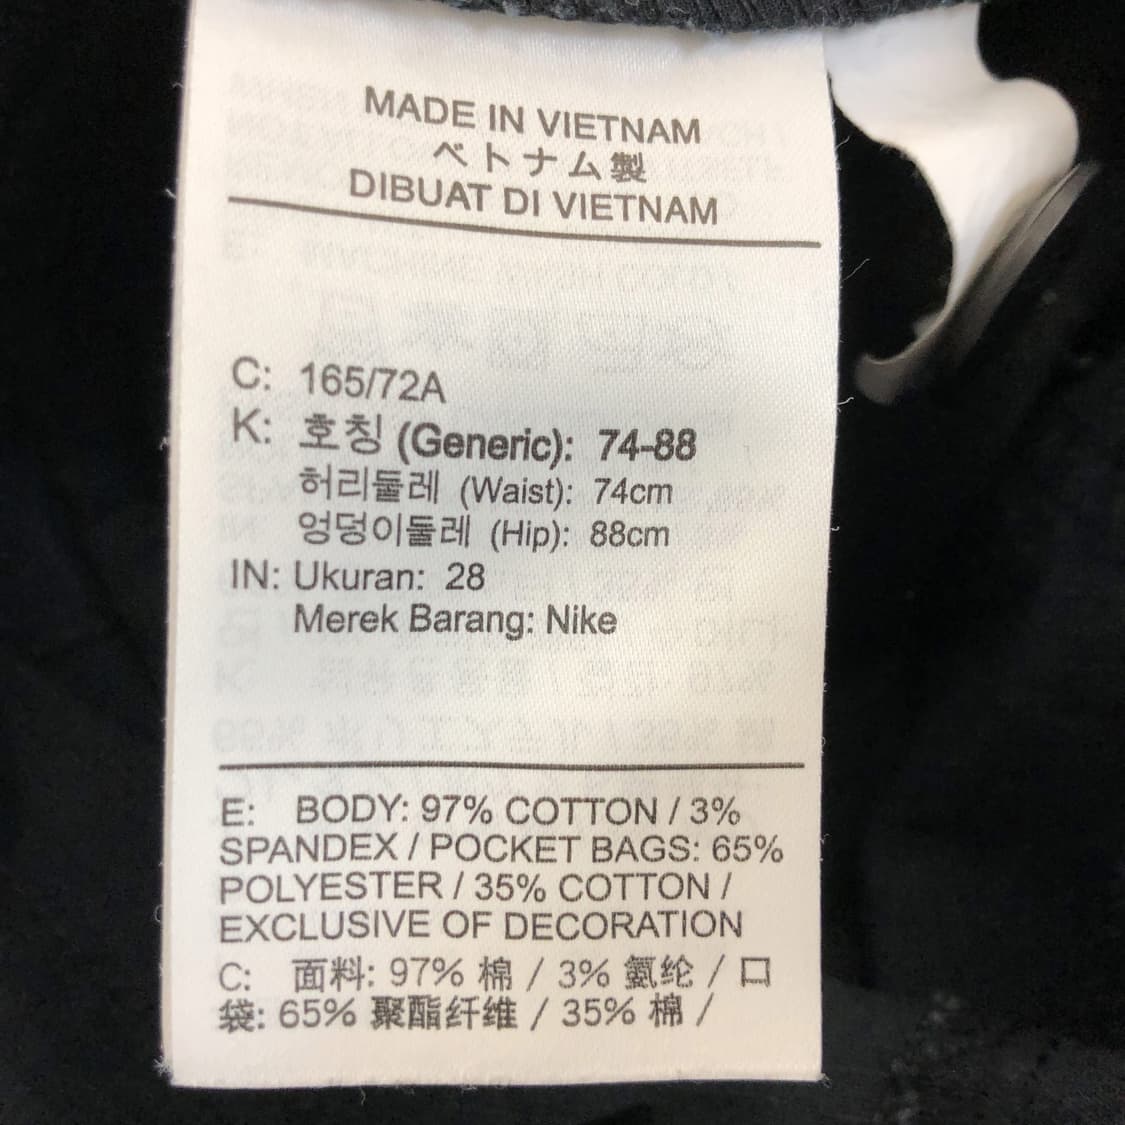 MADE IN VIETNAM
ベトナム製
DIBUAT DI VIETNAM
C: 165/72A
K: 호칭 (Generic): 74-88
허리둘레 (Waist): 74cm
엉덩이둘레 (Hip): 88cm
IN: Ukuran: 28
Merek Barang: Nike
E: BODY: 97% COTTON / 3%
SPANDEX / POCKET BAGS: 65%
POLYESTER / 35% COTTON /
EXCLUSIVE OF DECORATION
C: 面料: 97% 棉 / 3% 氨纶 / 口
袋: 65% 聚酯纤维 / 35% 棉 /